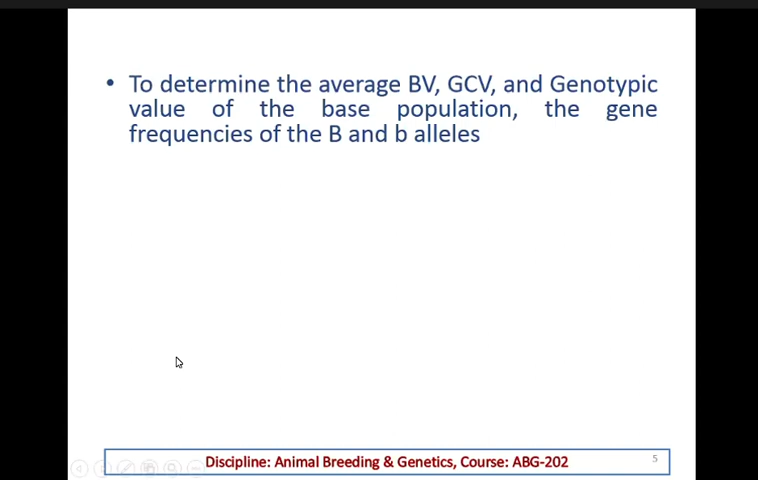 • To determine the average BV, GCV, and Genotypic
value of the base population, the gene
frequencies of the B and b alleles
Discipline: Animal Breeding & Genetics, Course: ABG-202
5